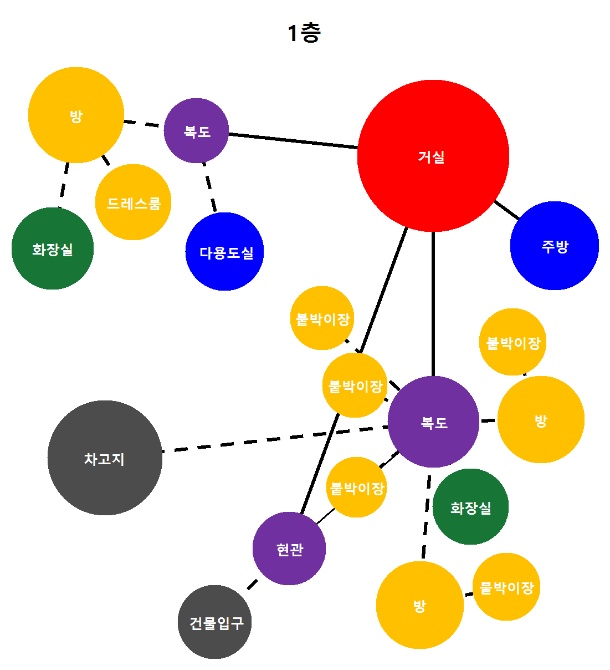 1층
방
복도
거실
드레스룸
화장실
다용도실
주방
붙박이장
붙박이장
붙박이장
복도
방
차고지
붙박이장
화장실
현관
붙박이장
방
건물입구